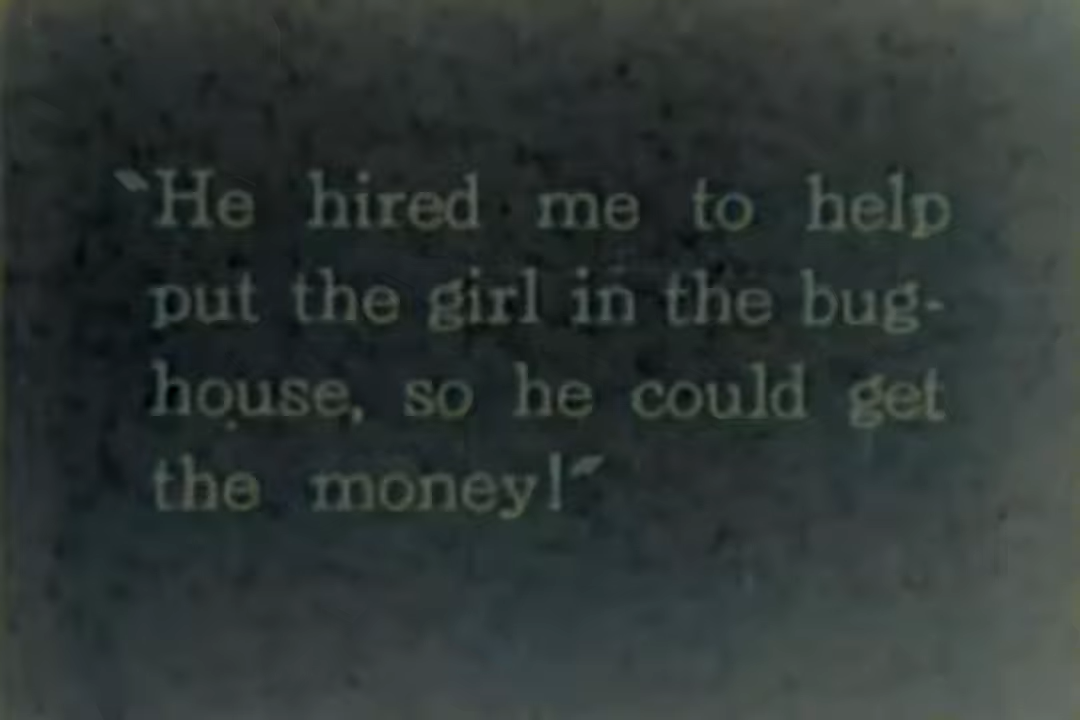 "He hired me to help
put the girl in the bug-
house, so he could get
the money!"